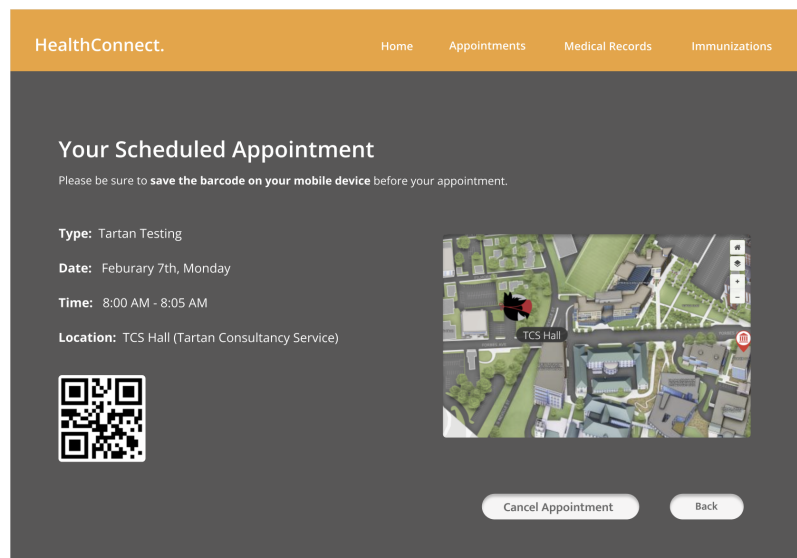 HealthConnect.
Home
Appointments
Medical Records
Immunizations
Your Scheduled Appointment
Please be sure to save the barcode on your mobile device before your appointment.
Type: Tartan Testing
Date: Feburary 7th, Monday
Time: 8:00 AM - 8:05 AM
Location: TCS Hall (Tartan Consultancy Service)
TCS Hall
+
−
Cancel Appointment
Back